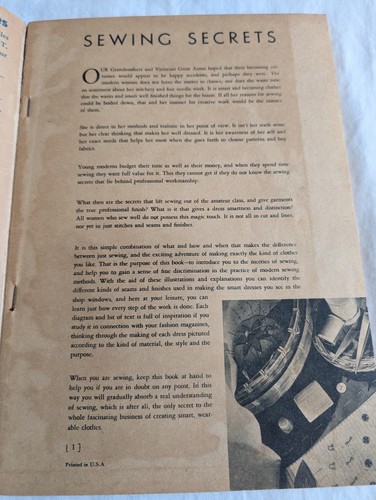 SEWING SECRETS
OUR Grandmothers and Victorian Great Aunts hoped that their becoming cos-
tumes would appear to be happy accidents, and perhaps they were. The
modern woman does not leave the matter to chance, nor does she waste time
on sentiment about her stitchery and her needle work. It is smart and becoming clothes
that she wants and smart well finished things for the house. If all her reasons for sewing
could be boiled down, that and her instinct for creative work would be the essence
of them.
She is direct in her methods and realistic in her point of view. It isn't her work sense
but her clear thinking that makes her well dressed. It is her awareness of her self and
her exact needs that helps her most when she goes forth to choose patterns and buy
fabrics.
Young moderns budget their time as well as their money, and when they spend time
sewing they want full value for it. This they cannot get if they do not know the sewing
secrets that lie behind professional workmanship.
What then are the secrets that lift sewing out of the amateur class, and give garments
the true professional finish? What is it that gives a dress smartness and distinction?
All women who sew well do not possess this magic touch. It is not all in cut and lines,
nor yet in just stitches and seams and finishes.
It is this simple combination of what and how and when that makes the difference
between just sewing, and the exciting adventure of making exactly the kind of clothes
you like. That is the purpose of this book—to introduce you to the niceties of sewing,
and help you to gain a sense of fine discrimination in the practice of modern sewing
methods. With the aid of these illustrations and explanations you can identify the
different kinds of seams and finishes used in making the smart dresses you see in the
shop windows, and here at your leisure, you can
learn just how every step of the work is done. Each
diagram and bit of text is full of inspiration if you
study it in connection with your fashion magazines,
thinking through the making of each dress pictured
according to the kind of material, the style and the
purpose.
When you are sewing, keep this book at hand to
help you if you are in doubt on any point. In this
way you will gradually absorb a real understanding
of sewing, which is after all, the only secret to the
whole fascinating business of creating smart, wear-
able clothes.
[ 1 ]
Printed in U.S.A